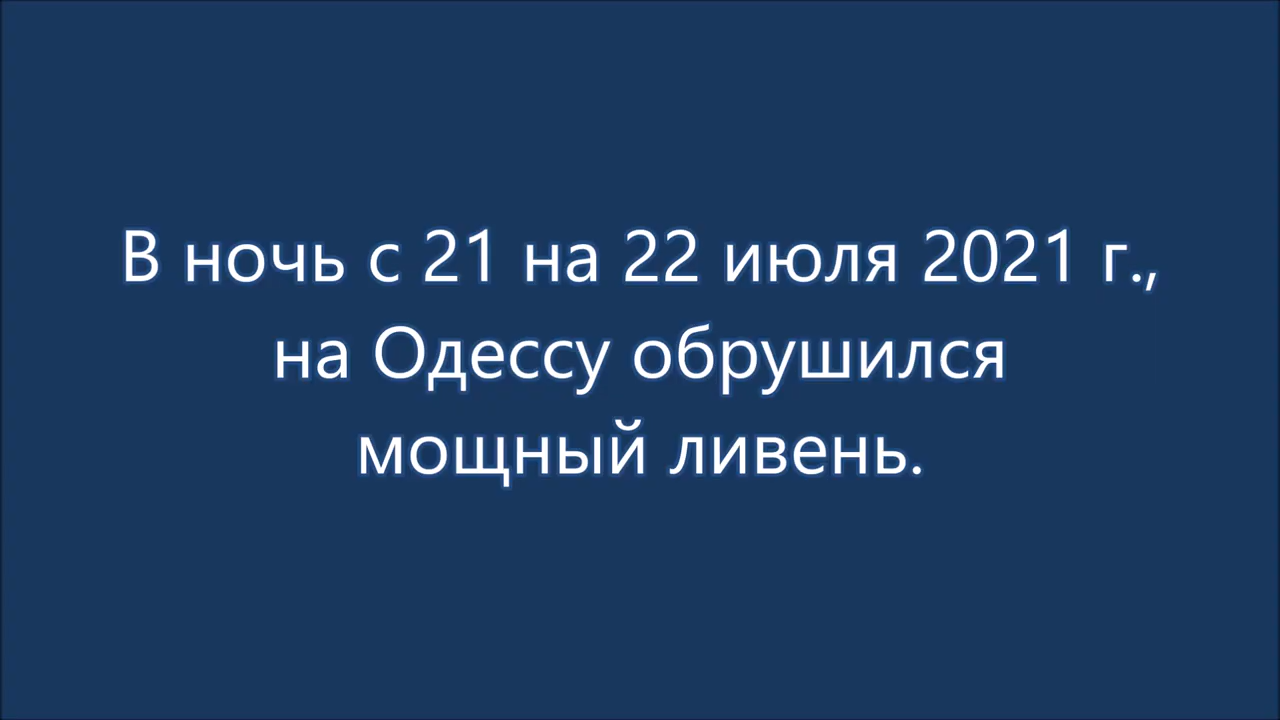 В ночь с 21 на 22 июля 2021 г.,
на Одессу обрушился
мощный ливень.